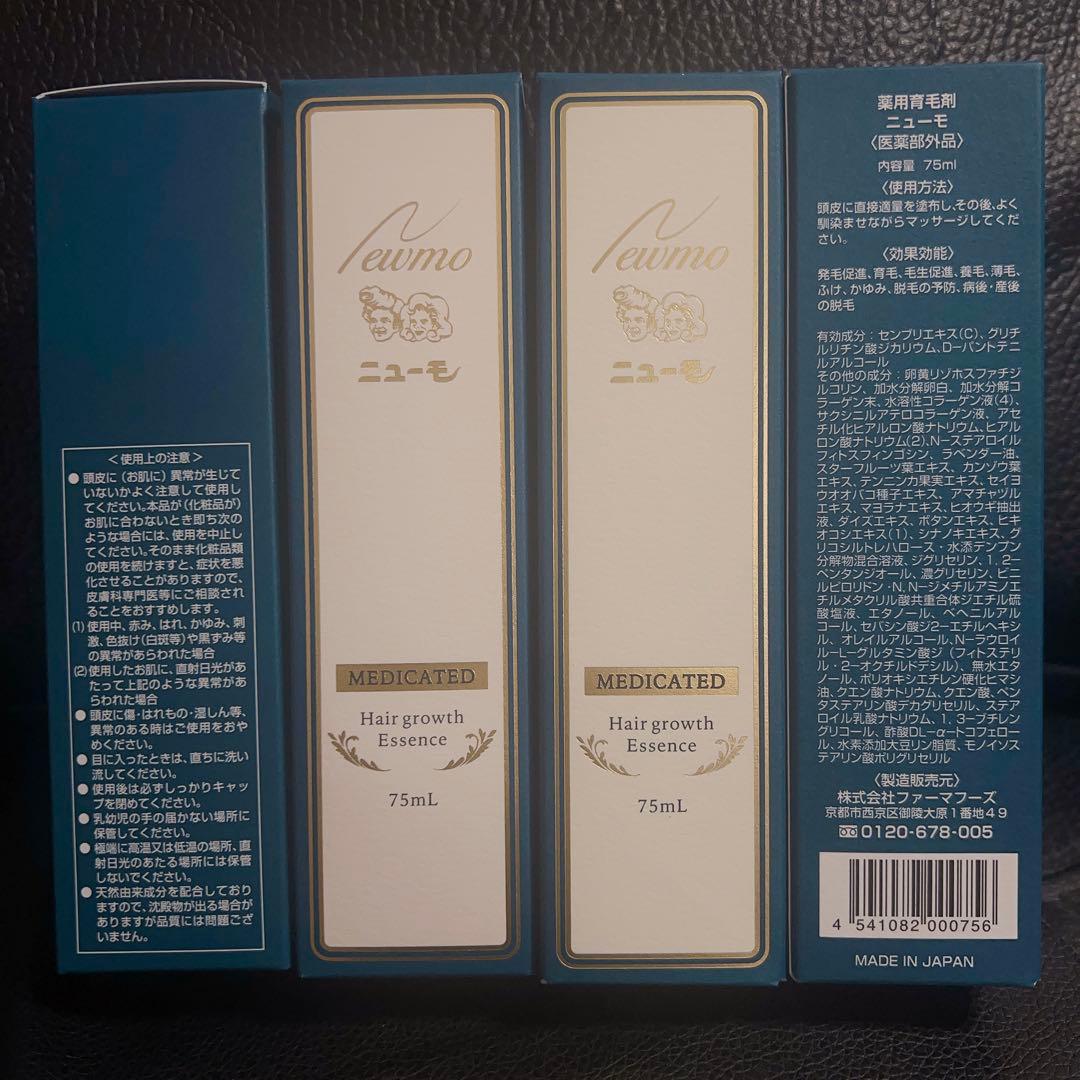 <使用上の注意>
●頭皮に(お肌に)異常が生じて
いないかよく注意して使用し
てください。本品が(化粧品が)
お肌に合わないとき即ち次の
ような場合には、使用を中止し
てください。そのまま化粧品類
の使用を続けますと、症状を悪
化させることがありますので、
皮膚科専門医等にご相談され
ることをおすすめします。
(1)使用中、赤み、はれ、かゆみ、刺
激、色抜け(白斑等)や黒ずみ等
の異常があらわれた場合
(2)使用したお肌に、直射日光があ
たって上記のような異常があ
らわれた場合
●頭皮に傷・はれもの・湿しん等、
異常のある時はご使用をおや
めください。
●目に入ったときは、直ちに洗い
流してください。
●使用後は必ずしっかりキャッ
プを閉めてください。
●乳幼児の手の届かない場所に
保管してください。
●極端に高温又は低温の場所、直
射日光のあたる場所には保管
しないでください。
●天然由来成分を配合しており
ますので、沈殿物が出る場合が
ありますが品質には問題ござ
いません。
Newmo
ニューモ
MEDICATED
Hair growth
Essence
75mL
Newmo
ニューモ
MEDICATED
Hair growth
Essence
75mL
薬用育毛剤
ニューモ
〈医薬部外品〉
内容量 75ml
〈使用方法〉
頭皮に直接適量を塗布し、その後、よく
馴染ませながらマッサージしてくだ
さい。
〈効果効能〉
発毛促進、育毛、毛生促進、養毛、薄毛、
ふけ、かゆみ、脱毛の予防、病後・産後
の脱毛
有効成分：センブリエキス(C)、グリチ
ルリチン酸ジカリウム、D-パントテニ
ルアルコール
その他の成分：卵黄リゾホスファチジ
ルコリン、加水分解卵白、加水分解コ
ラーゲン末、水溶性コラーゲン液(4)、
サクシニルアテロコラーゲン液、アセ
チル化ヒアルロン酸ナトリウム、ヒアル
ロン酸ナトリウム(2)、N-ステアロイル
フィトスフィンゴシン、ラベンダー油、
スターフルーツ葉エキス、カンゾウ葉
エキス、テンニンカ果実エキス、セイヨ
ウオオバコ種子エキス、アマチャヅル
エキス、マヨラナエキス、ヒオウギ抽出
液、ダイズエキス、ボタンエキス、ヒキ
オコシエキス(1)、シナノキエキス、グ
リコシルトレハロース・水添デンプン
分解物混合溶液、ジグリセリン、1, 2-
ペンタンジオール、濃グリセリン、ビニ
ルピロリドン・N, N-ジメチルアミノエ
チルメタクリル酸共重合体ジエチル硫
酸塩液、エタノール、ベヘニルアル
コール、セバシン酸ジ2-エチルヘキシ
ル、オレイルアルコール、N-ラウロイ
ル-L-グルタミン酸ジ(フィトステリ
ル・2-オクチルドデシル)、無水エタ
ノール、ポリオキシエチレン硬化ヒマシ
油、クエン酸ナトリウム、クエン酸、ペン
タステアリン酸デカグリセリル、ステア
ロイル乳酸ナトリウム、1, 3-ブチレン
グリコール、酢酸DL-α-トコフェロー
ル、水素添加大豆リン脂質、モノイソス
テアリン酸ポリグリセリル
〈製造販売元〉
株式会社ファーマフーズ
京都市西京区御陵大原1番地49
0120-678-005
4 541082 000756
MADE IN JAPAN